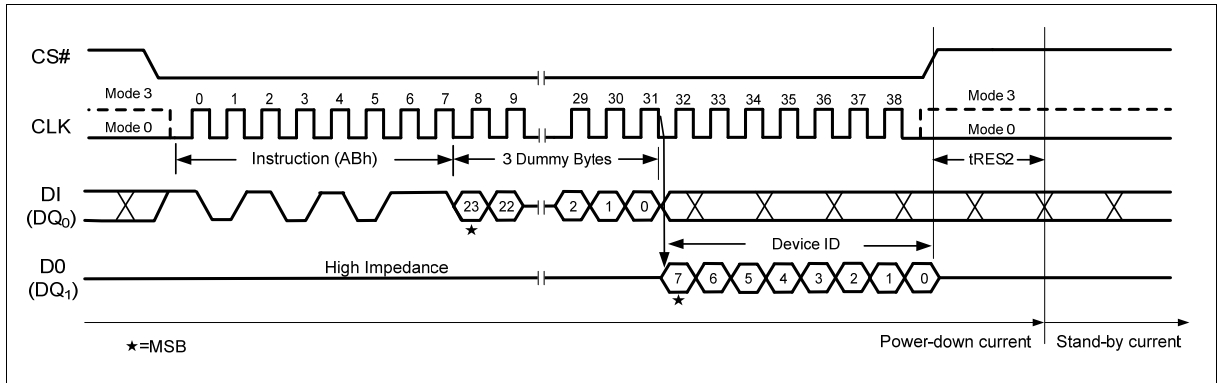 CS#
Mode 3
0 1 2 3 4 5 6 7 8 9 29 30 31 32 33 34 35 36 37 38
Mode 3
CLK
Mode 0
Mode 0
Instruction (ABh)
3 Dummy Bytes
tRES2
DI
(DQ0)
23 22 2 1 0
★
Device ID
D0
(DQ1)
High Impedance
7 6 5 4 3 2 1 0
★
★=MSB
Power-down current
Stand-by current